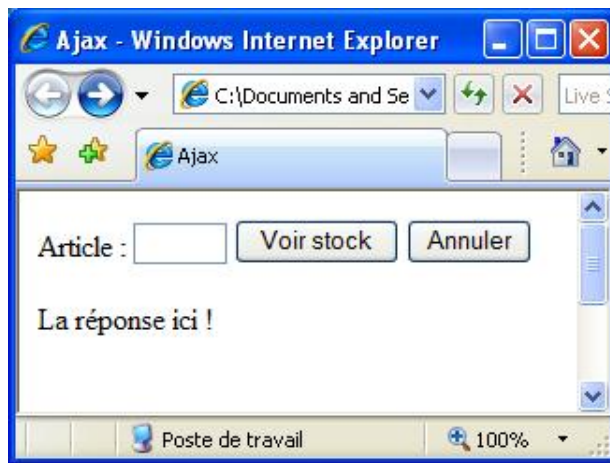 Ajax - Windows Internet Explorer
C:\Documents and Se
Live
Ajax
Article : Voir stock Annuler
La réponse ici !
Poste de travail 100%